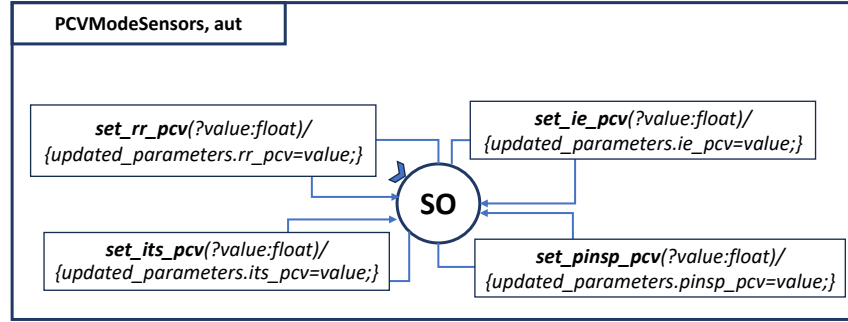 PCVModeSensors, aut
set_rr_pcv(?value:float)/
{updated_parameters.rr_pcv=value;}
set_ie_pcv(?value:float)/
{updated_parameters.ie_pcv=value;}
SO
set_its_pcv(?value:float)/
{updated_parameters.its_pcv=value;}
set_pinsp_pcv(?value:float)/
{updated_parameters.pinsp_pcv=value;}